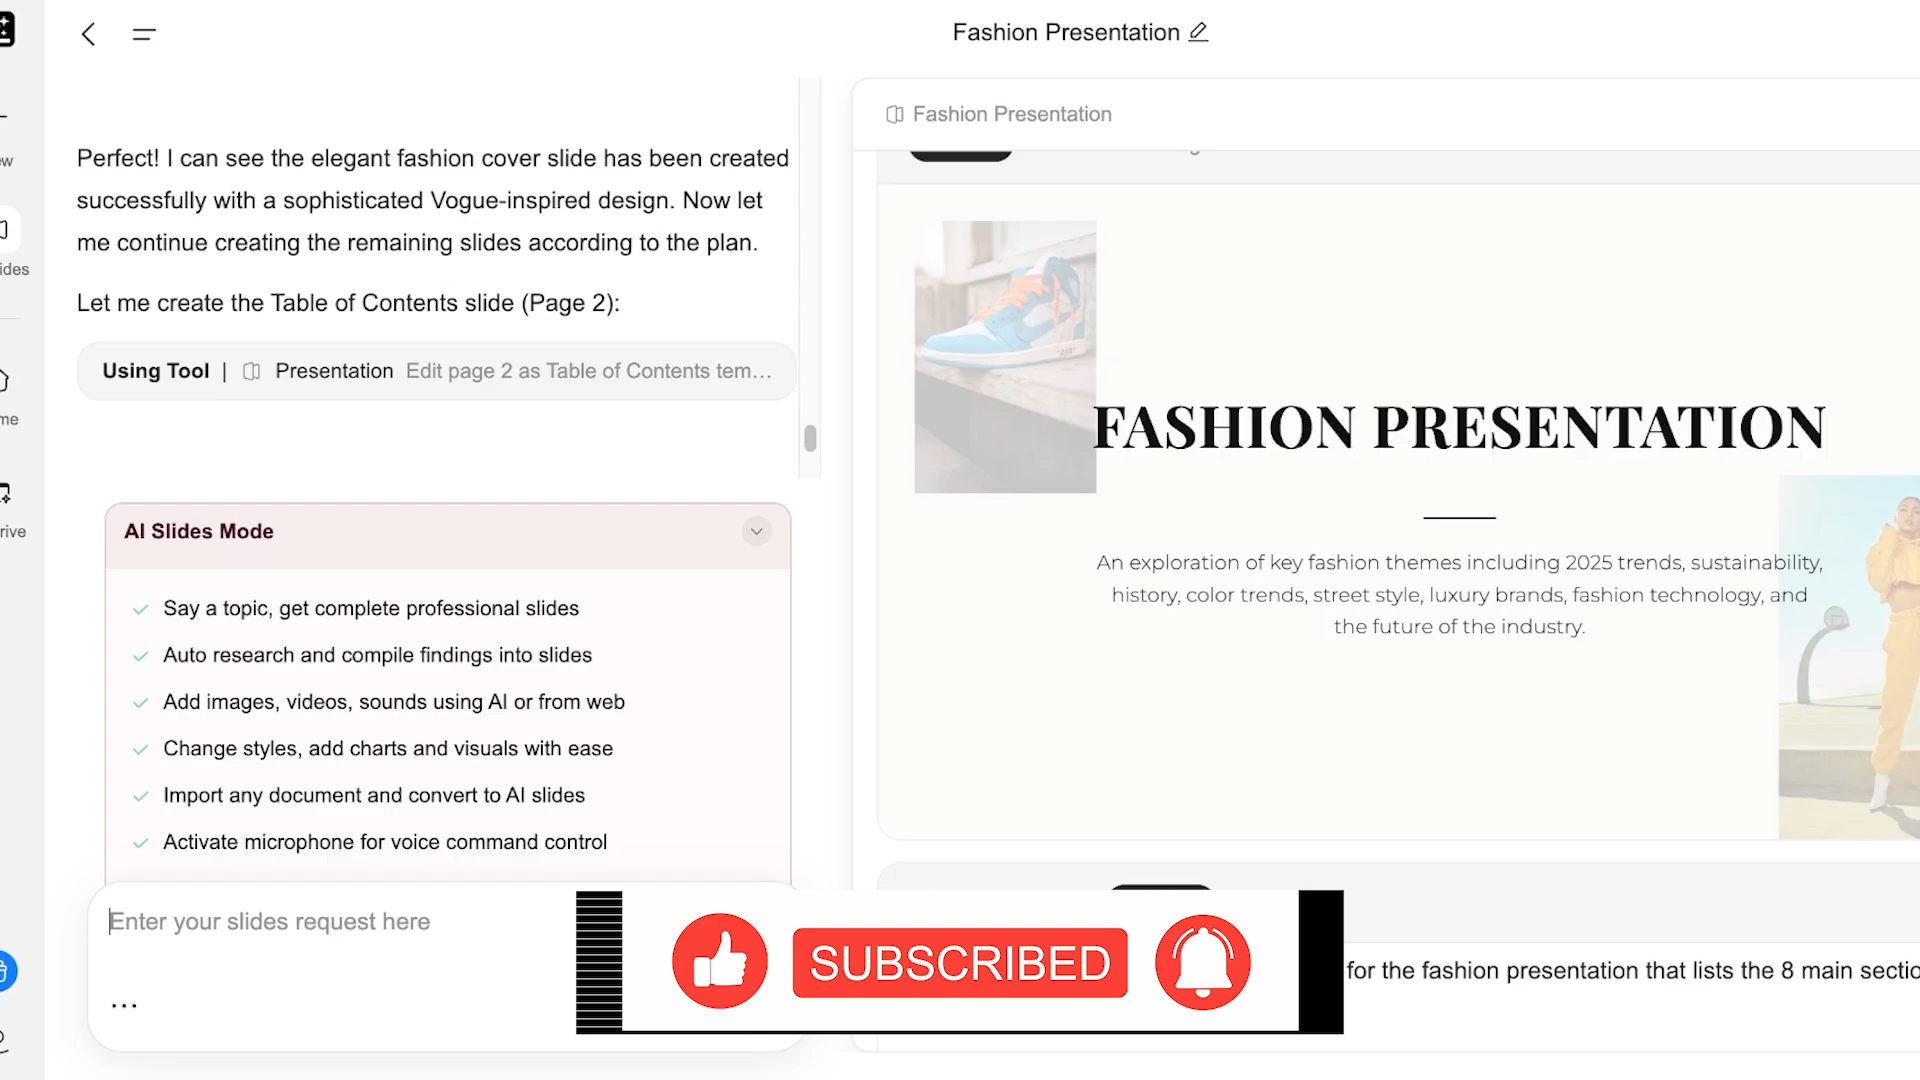 Fashion Presentation
Fashion Presentation
Perfect! I can see the elegant fashion cover slide has been created
successfully with a sophisticated Vogue-inspired design. Now let
me continue creating the remaining slides according to the plan.
Let me create the Table of Contents slide (Page 2):
Using Tool | Presentation Edit page 2 as Table of Contents tem...
AI Slides Mode
Say a topic, get complete professional slides
Auto research and compile findings into slides
Add images, videos, sounds using AI or from web
Change styles, add charts and visuals with ease
Import any document and convert to AI slides
Activate microphone for voice command control
Enter your slides request here
...
FASHION PRESENTATION
An exploration of key fashion themes including 2025 trends, sustainability,
history, color trends, street style, luxury brands, fashion technology, and
the future of the industry.
for the fashion presentation that lists the 8 main sectio
SUBSCRIBED
ew
ides
me
rive